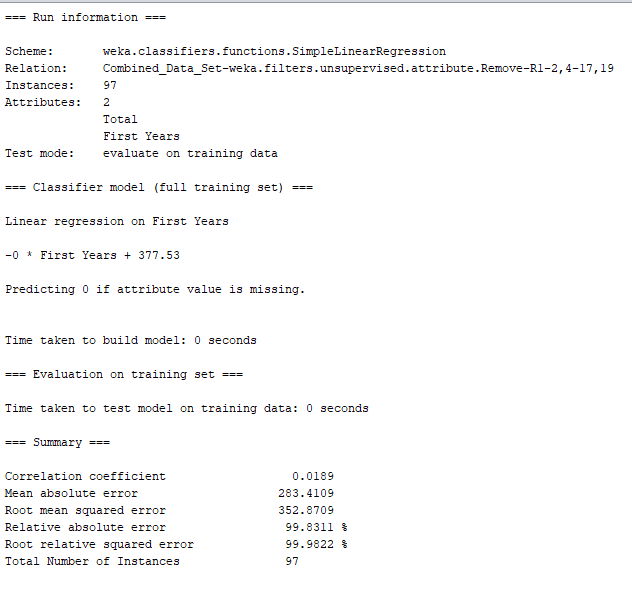 === Run information ===
Scheme: weka.classifiers.functions.SimpleLinearRegression
Relation: Combined_Data_Set-weka.filters.unsupervised.attribute.Remove-R1-2,4-17,19
Instances: 97
Attributes: 2
Total
First Years
Test mode: evaluate on training data
=== Classifier model (full training set) ===
Linear regression on First Years
-0 * First Years + 377.53
Predicting 0 if attribute value is missing.
Time taken to build model: 0 seconds
=== Evaluation on training set ===
Time taken to test model on training data: 0 seconds
=== Summary ===
Correlation coefficient 0.0189
Mean absolute error 283.4109
Root mean squared error 352.8709
Relative absolute error 99.8311 %
Root relative squared error 99.9822 %
Total Number of Instances 97